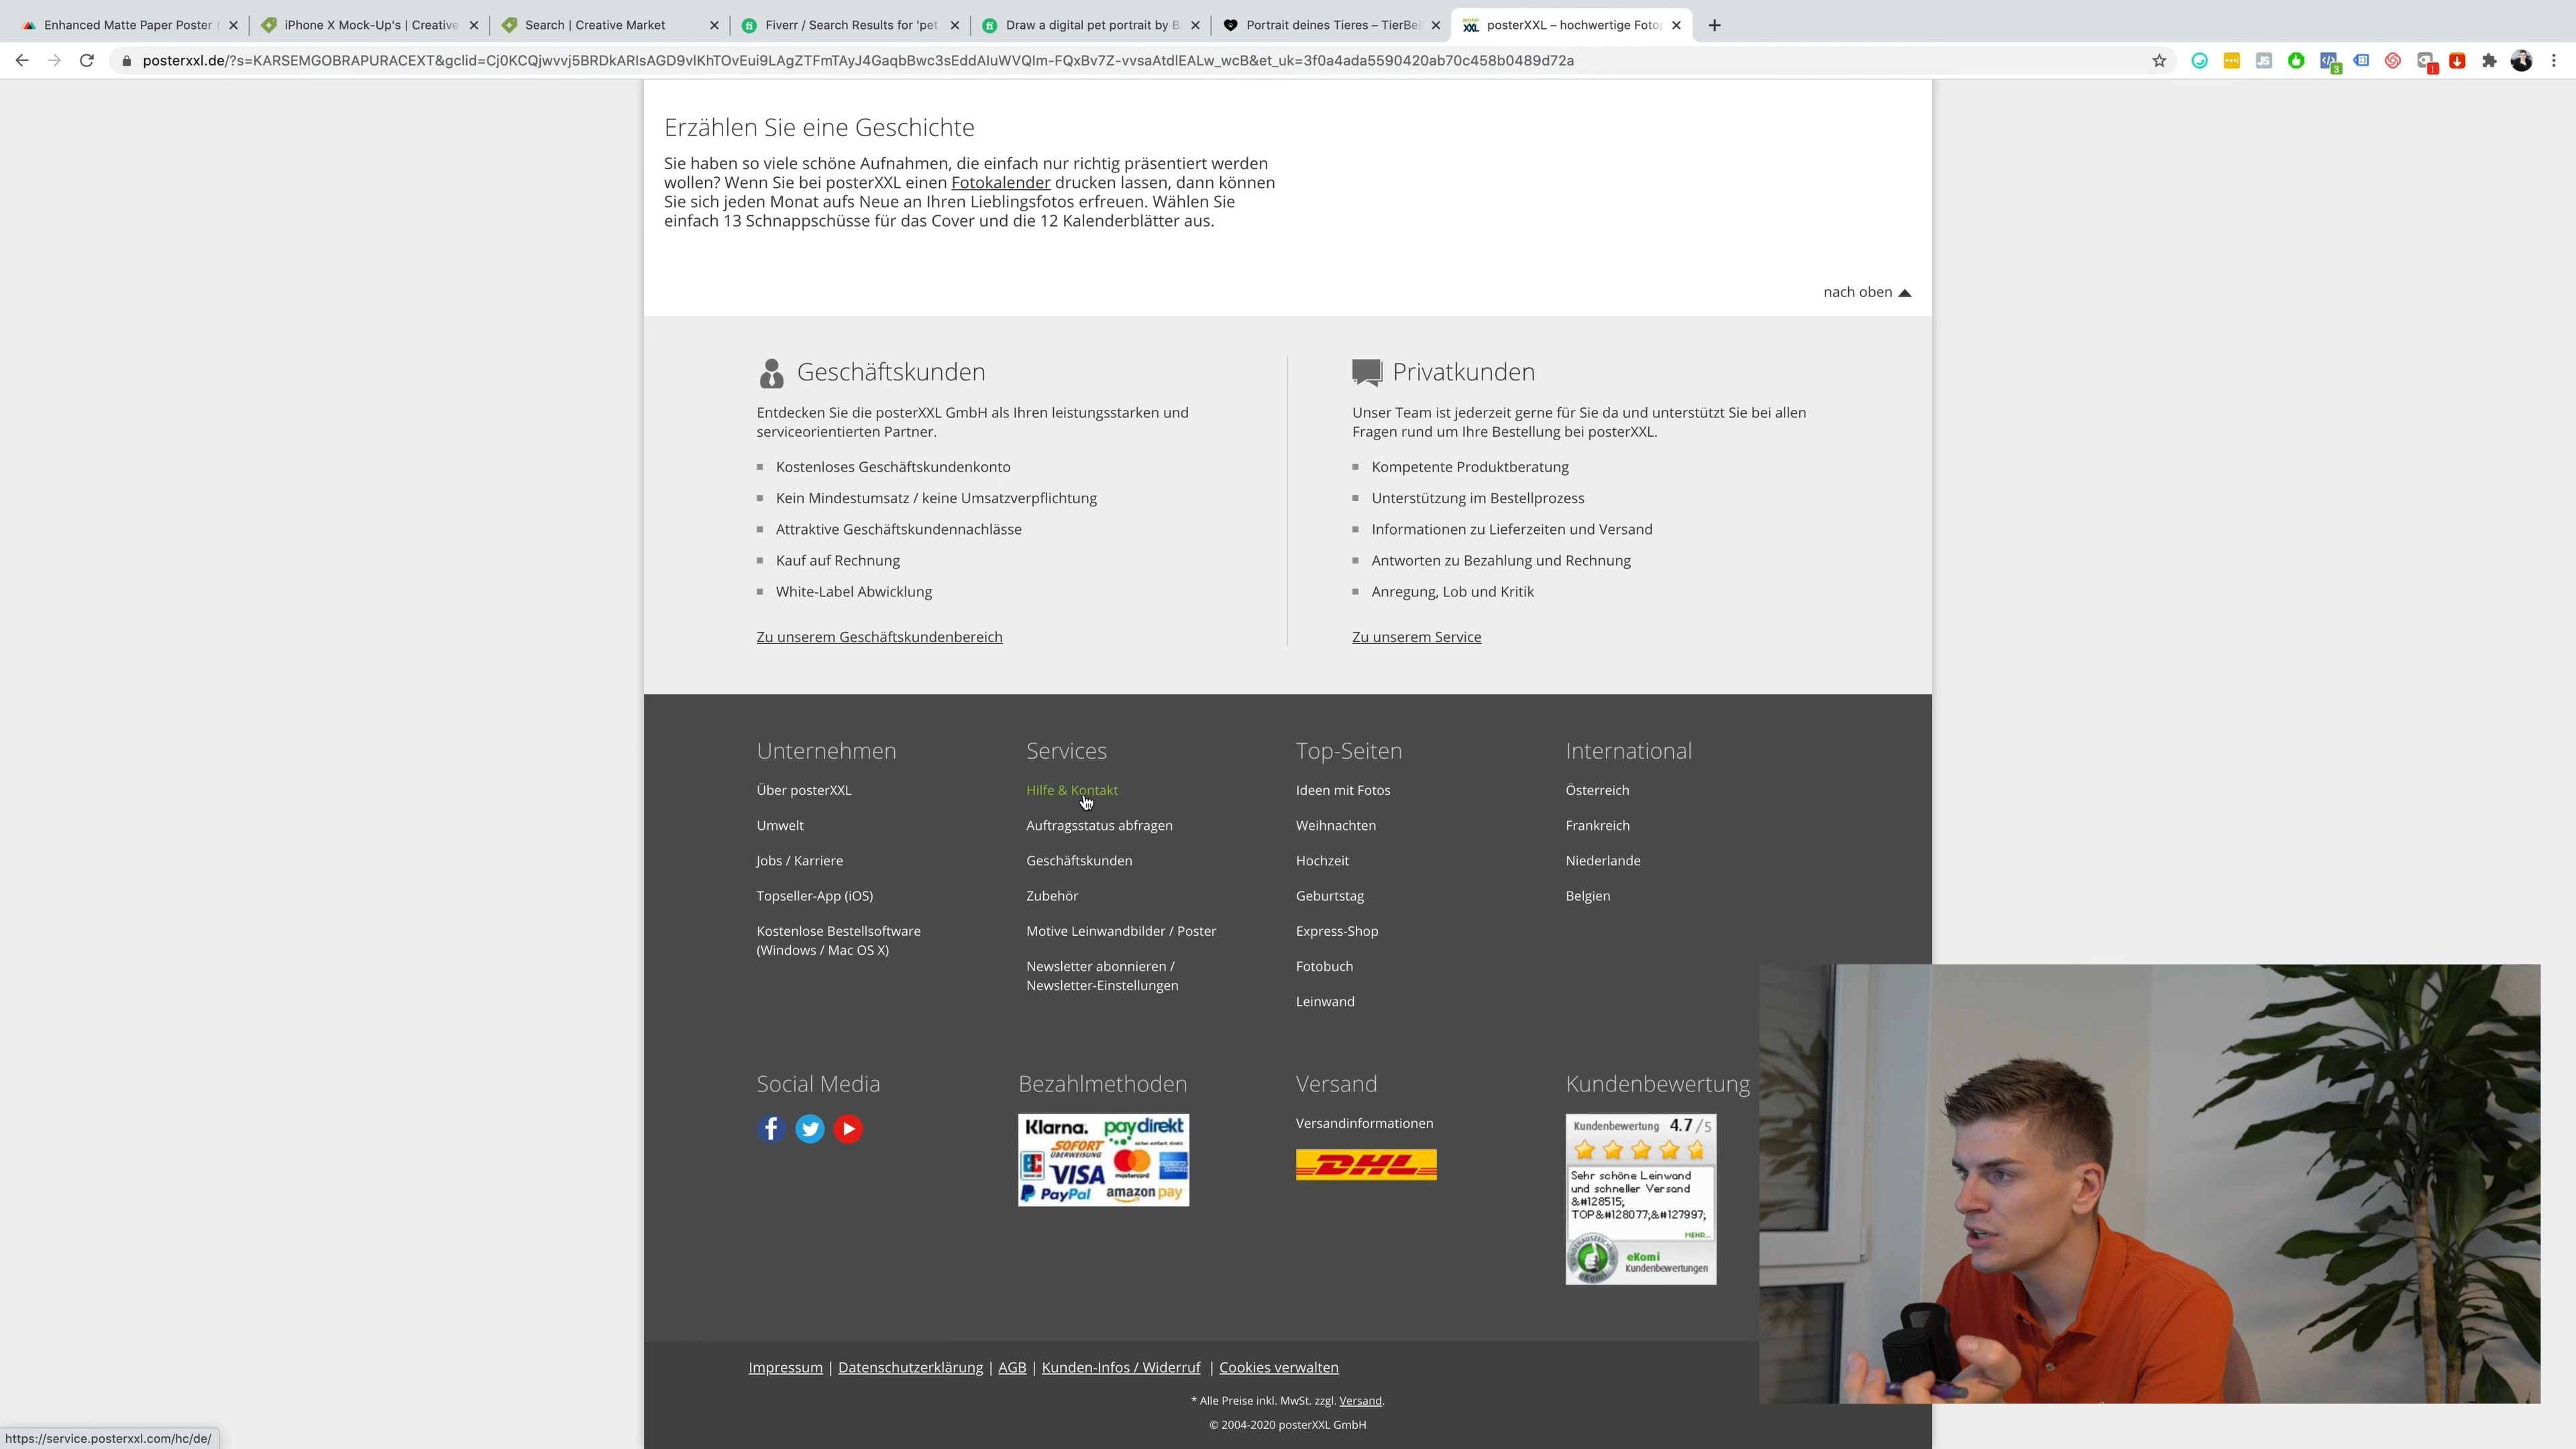 Enhanced Matte Paper Poster (
iPhone X Mock-Up's | Creative
Search | Creative Market
Fiverr / Search Results for 'pet
Draw a digital pet portrait by B
Portrait deines Tieres – TierBe
posterXXL – hochwertige Fotop
posterxxl.de/?s=KARSEMGOBRAPURACEXT&gclid=Cj0KCQjwvvj5BRDkARIsAGD9vlKhTOvEui9LAgZTFmTAyJ4GaqbBwc3sEddAIuWVQIm-FQxBv7Z-vvsaAtdlEALw_wcB&et_uk=3f0a4ada5590420ab70c458b0489d72a
Erzählen Sie eine Geschichte
Sie haben so viele schöne Aufnahmen, die einfach nur richtig präsentiert werden
wollen? Wenn Sie bei posterXXL einen Fotokalender drucken lassen, dann können
Sie sich jeden Monat aufs Neue an Ihren Lieblingsfotos erfreuen. Wählen Sie
einfach 13 Schnappschüsse für das Cover und die 12 Kalenderblätter aus.
nach oben
Geschäftskunden
Entdecken Sie die posterXXL GmbH als Ihren leistungsstarken und
serviceorientierten Partner.
Kostenloses Geschäftskundenkonto
Kein Mindestumsatz / keine Umsatzverpflichtung
Attraktive Geschäftskundennachlässe
Kauf auf Rechnung
White-Label Abwicklung
Zu unserem Geschäftskundenbereich
Privatkunden
Unser Team ist jederzeit gerne für Sie da und unterstützt Sie bei allen
Fragen rund um Ihre Bestellung bei posterXXL.
Kompetente Produktberatung
Unterstützung im Bestellprozess
Informationen zu Lieferzeiten und Versand
Antworten zu Bezahlung und Rechnung
Anregung, Lob und Kritik
Zu unserem Service
Unternehmen
Über posterXXL
Umwelt
Jobs / Karriere
Topseller-App (iOS)
Kostenlose Bestellsoftware
(Windows / Mac OS X)
Services
Hilfe & Kontakt
Auftragsstatus abfragen
Geschäftskunden
Zubehör
Motive Leinwandbilder / Poster
Newsletter abonnieren /
Newsletter-Einstellungen
Top-Seiten
Ideen mit Fotos
Weihnachten
Hochzeit
Geburtstag
Express-Shop
Fotobuch
Leinwand
International
Österreich
Frankreich
Niederlande
Belgien
Social Media
Bezahlmethoden
Klarna. paydirekt
SOFORT
ÜBERWEISUNG
VISA
mastercard
PayPal amazon pay
Versand
Versandinformationen
DHL
Kundenbewertung
Kundenbewertung 4.7 /5
Sehr schöne Leinwand
und schneller Versand
&#128515;
TOP&#128077;&#127997;
MEHR...
eKomi
Kundenbewertungen
Impressum | Datenschutzerklärung | AGB | Kunden-Infos / Widerruf | Cookies verwalten
* Alle Preise inkl. MwSt. zzgl. Versand.
© 2004-2020 posterXXL GmbH
https://service.posterxxl.com/hc/de/